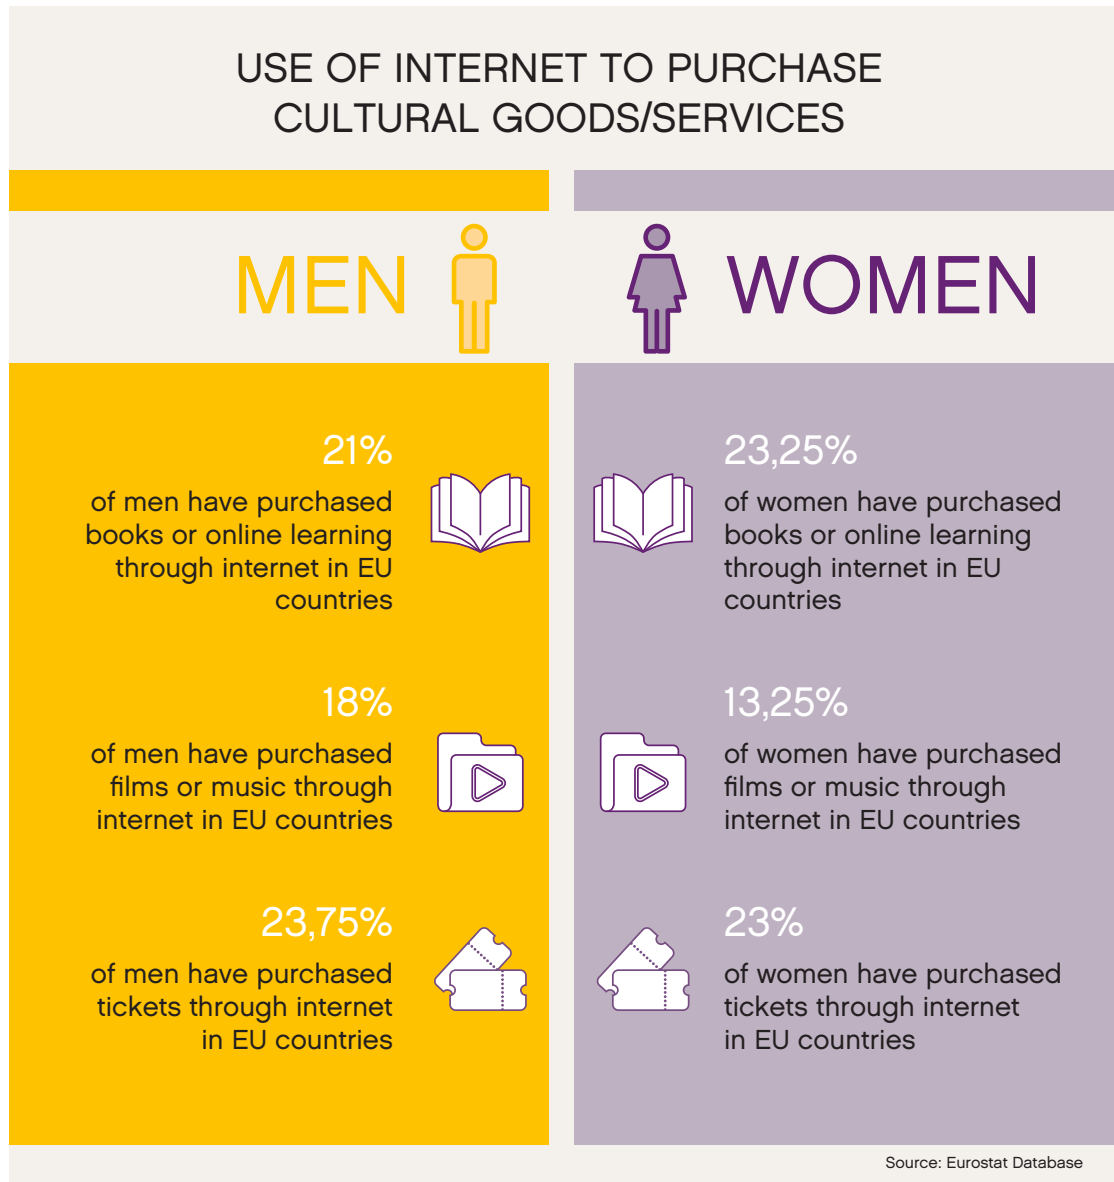 USE OF INTERNET TO PURCHASE
CULTURAL GOODS/SERVICES
MEN
21%
of men have purchased
books or online learning
through internet in EU
countries
18%
of men have purchased
films or music through
internet in EU countries
23,75%
of men have purchased
tickets through internet
in EU countries
WOMEN
23,25%
of women have purchased
books or online learning
through internet in EU
countries
13,25%
of women have purchased
films or music through
internet in EU countries
23%
of women have purchased
tickets through internet
in EU countries
Source: Eurostat Database